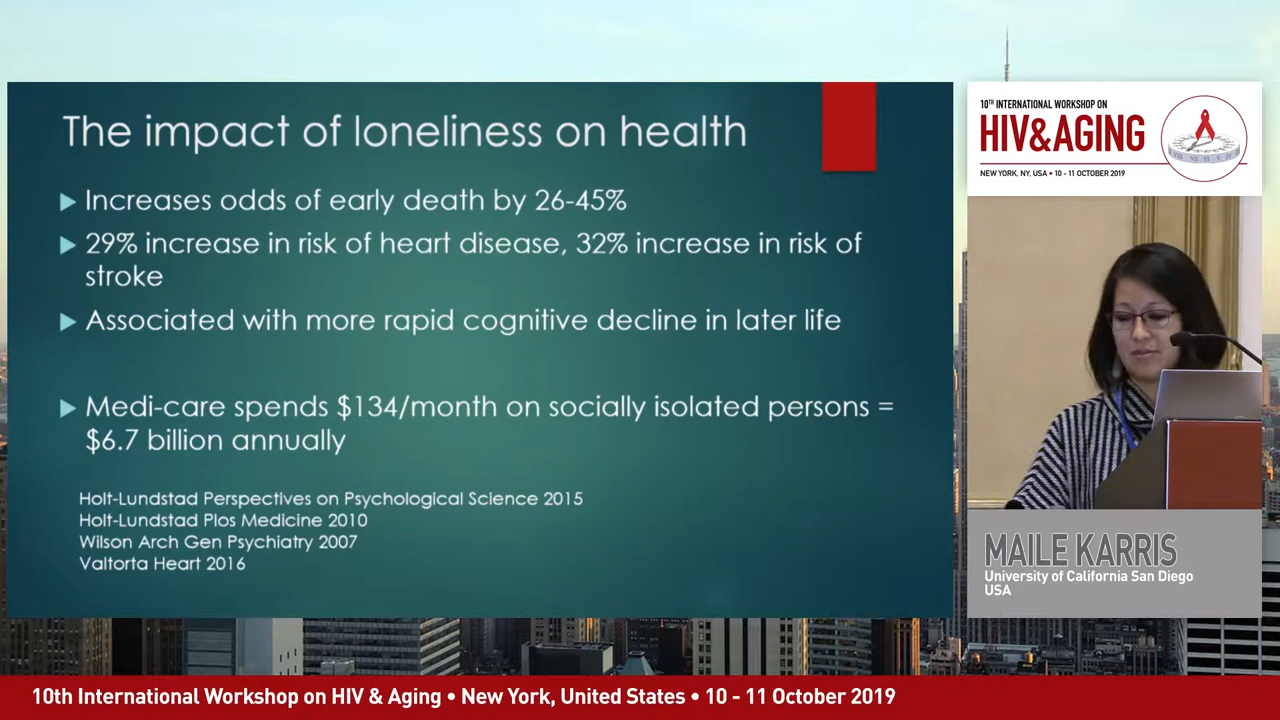 The impact of loneliness on health
Increases odds of early death by 26-45%
29% increase in risk of heart disease, 32% increase in risk of
stroke
Associated with more rapid cognitive decline in later life
Medi-care spends $134/month on socially isolated persons =
$6.7 billion annually
Holt-Lundstad Perspectives on Psychological Science 2015
Holt-Lundstad Plos Medicine 2010
Wilson Arch Gen Psychiatry 2007
Valtorta Heart 2016
10TH INTERNATIONAL WORKSHOP ON
HIV&AGING
NEW YORK, NY, USA • 10 - 11 OCTOBER 2019
MAILE KARRIS
University of California San Diego
USA
10th International Workshop on HIV & Aging • New York, United States • 10 - 11 October 2019